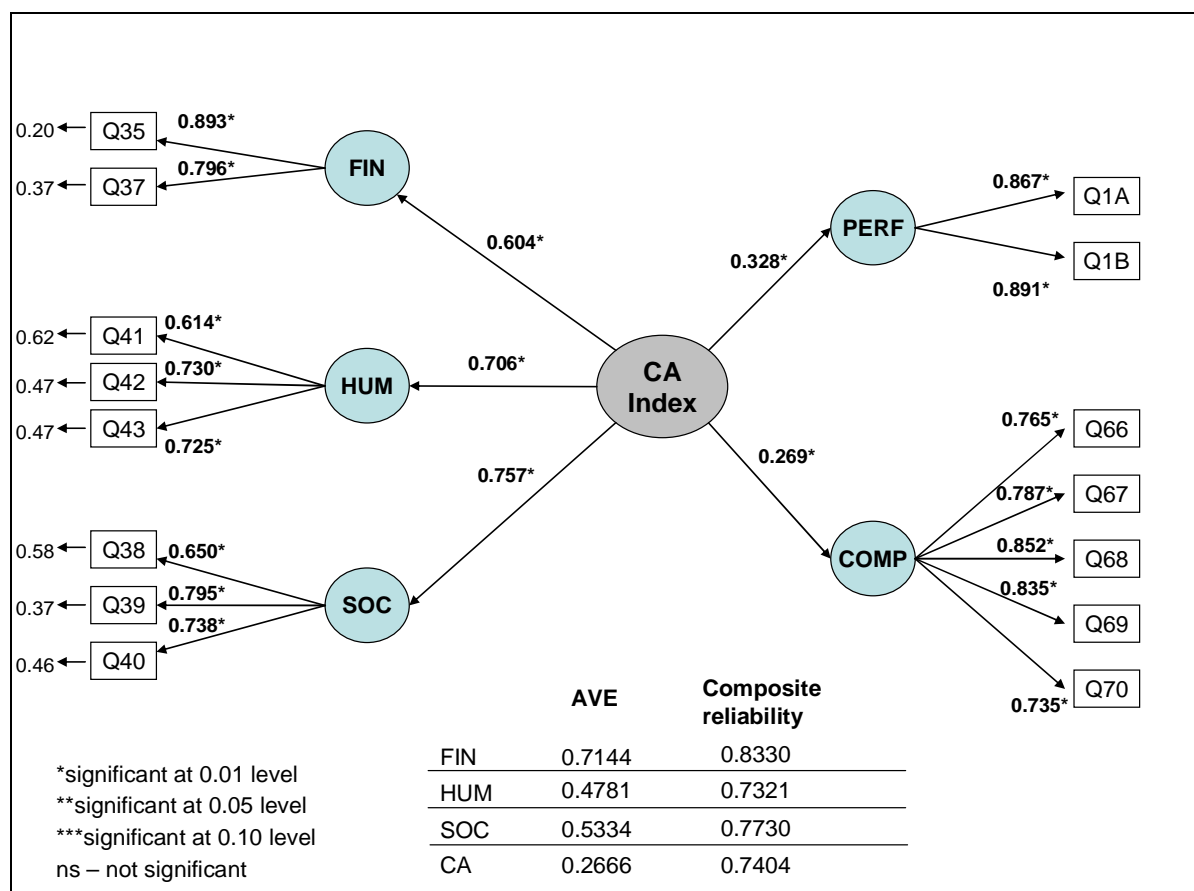 0.20 Q35 0.893*
FIN
0.37 Q37 0.796*
0.604*
0.867* Q1A
PERF
Q1B
0.891*
0.328*
0.62 Q41 0.614*
0.47 Q42 0.730*
HUM
0.47 Q43
0.725*
0.706*
CA
Index
0.757*
0.269*
0.58 Q38 0.650*
0.37 Q39 0.795*
SOC
0.738*
0.46 Q40
0.765* Q66
0.787* Q67
COMP
0.852* Q68
0.835* Q69
0.735* Q70
AVE Composite
reliability
FIN 0.7144 0.8330
HUM 0.4781 0.7321
SOC 0.5334 0.7730
CA 0.2666 0.7404
*significant at 0.01 level
**significant at 0.05 level
***significant at 0.10 level
ns – not significant